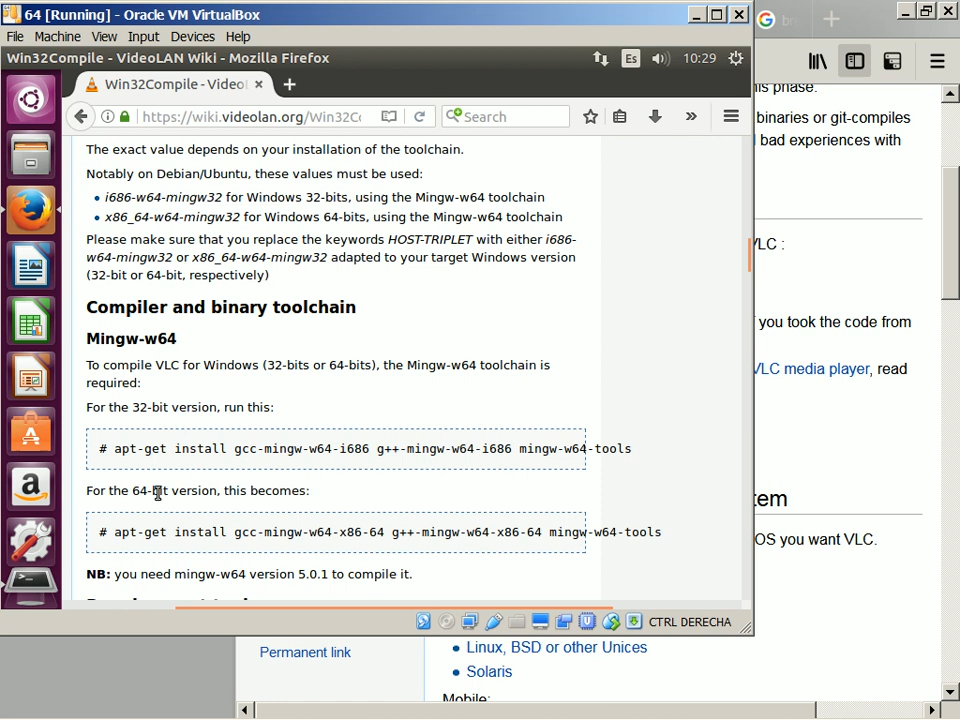 64 [Running] - Oracle VM VirtualBox
File Machine View Input Devices Help
Win32Compile - VideoLAN Wiki - Mozilla Firefox
Es
10:29
Win32Compile - Video
https://wiki.videolan.org/Win32C
Search
The exact value depends on your installation of the toolchain.
Notably on Debian/Ubuntu, these values must be used:
i686-w64-mingw32 for Windows 32-bits, using the Mingw-w64 toolchain
x86_64-w64-mingw32 for Windows 64-bits, using the Mingw-w64 toolchain
Please make sure that you replace the keywords HOST-TRIPLET with either i686-
w64-mingw32 or x86_64-w64-mingw32 adapted to your target Windows version
(32-bit or 64-bit, respectively)
Compiler and binary toolchain
Mingw-w64
To compile VLC for Windows (32-bits or 64-bits), the Mingw-w64 toolchain is
required:
For the 32-bit version, run this:
# apt-get install gcc-mingw-w64-i686 g++-mingw-w64-i686 mingw-w64-tools
For the 64-bit version, this becomes:
# apt-get install gcc-mingw-w64-x86-64 g++-mingw-w64-x86-64 mingw-w64-tools
NB: you need mingw-w64 version 5.0.1 to compile it.
CTRL DERECHA
this phase.
binaries or git-compiles
bad experiences with
VLC :
you took the code from
VLC media player, read
tem
OS you want VLC.
Permanent link
Linux, BSD or other Unices
Solaris
Mobile: